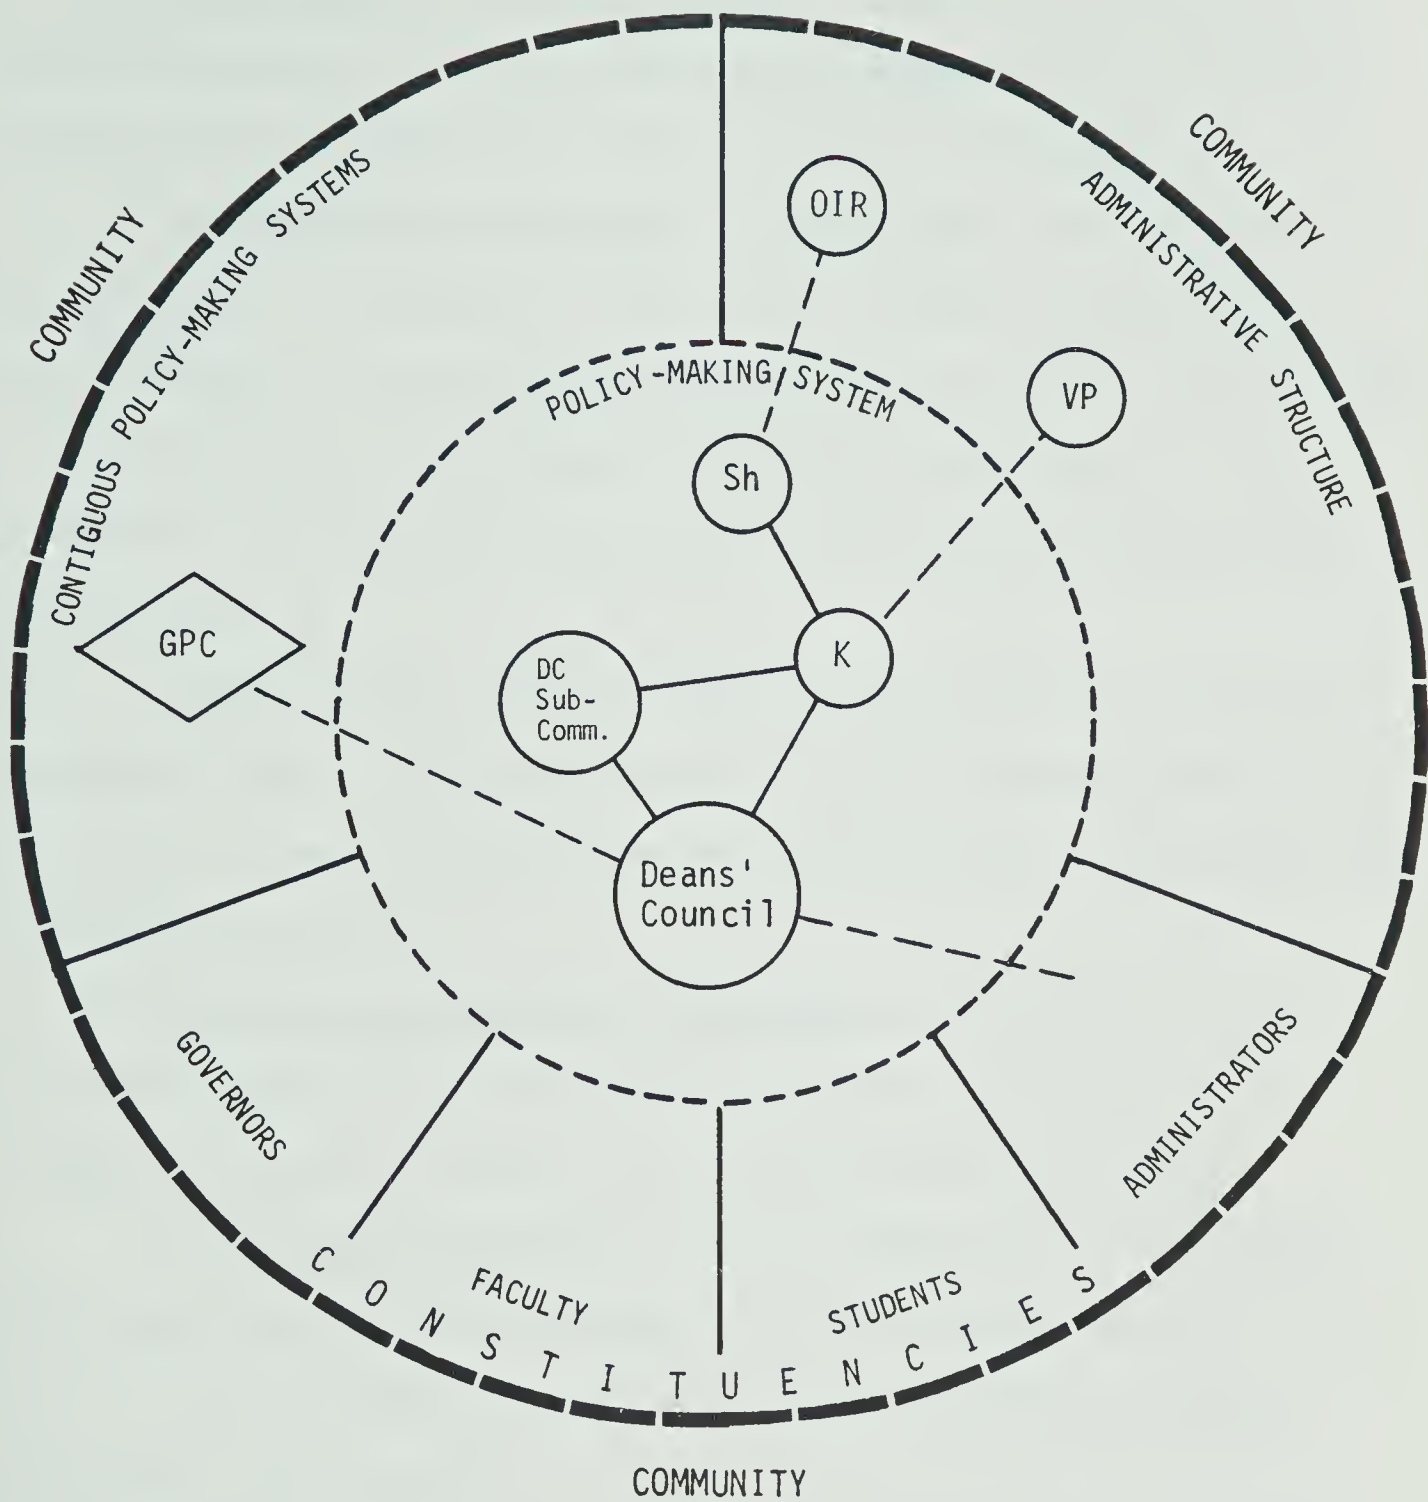 COMMUNITY
COMMUNITY
CONTIGUOUS POLICY-MAKING SYSTEMS
ADMINISTRATIVE STRUCTURE
OIR
POLICY-MAKING SYSTEM
VP
Sh
GPC
K
DC
Sub-
Comm.
Deans'
Council
GOVERNORS
ADMINISTRATORS
FACULTY
STUDENTS
CONSTITUENCIES
COMMUNITY